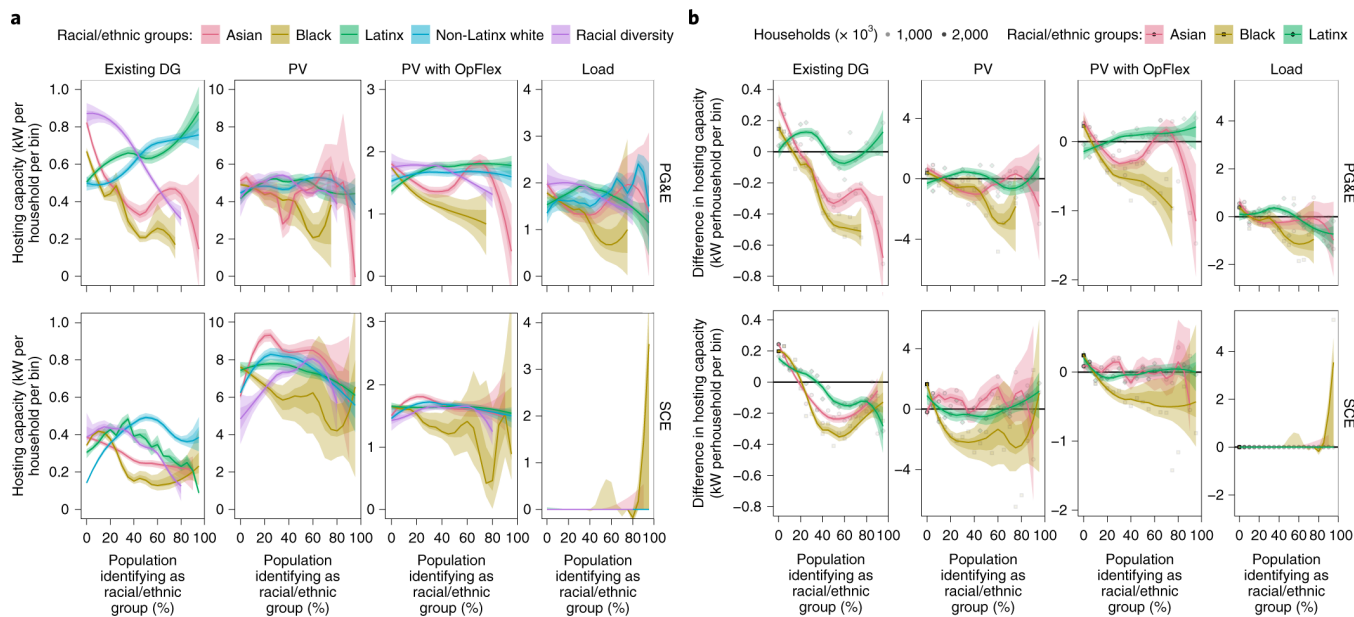 a
Racial/ethnic groups: Asian Black Latinx Non-Latinx white Racial diversity
Existing DG PV PV with OpFlex Load
Hosting capacity (kW per
household per bin)
1.0
0.8
0.6
0.4
0.2
0
10
8
6
4
2
0
3
2
1
0
4
3
2
1
0
PG&E
Hosting capacity (kW per
household per bin)
1.0
0.8
0.6
0.4
0.2
0
10
8
6
4
2
0
3
2
1
0
4
3
2
1
0
SCE
0 20 40 60 80 100 0 20 40 60 80 100 0 20 40 60 80 100 0 20 40 60 80 100
Population
identifying as
racial/ethnic
group (%)
Population
identifying as
racial/ethnic
group (%)
Population
identifying as
racial/ethnic
group (%)
Population
identifying as
racial/ethnic
group (%)
b
Households (× 10³) 1,000 2,000 Racial/ethnic groups: Asian Black Latinx
Existing DG PV PV with OpFlex Load
Difference in hosting capacity
(kW perhousehold per bin)
0.4
0.2
0
−0.2
−0.4
−0.6
−0.8
4
0
−4
0
−1
−2
4
2
0
−2
PG&E
Difference in hosting capacity
(kW perhousehold per bin)
0.4
0.2
0
−0.2
−0.4
−0.6
−0.8
4
0
−4
0
−1
−2
4
2
0
−2
SCE
0 20 40 60 80 100 0 20 40 60 80 100 0 20 40 60 80 100 0 20 40 60 80 100
Population
identifying as
racial/ethnic
group (%)
Population
identifying as
racial/ethnic
group (%)
Population
identifying as
racial/ethnic
group (%)
Population
identifying as
racial/ethnic
group (%)